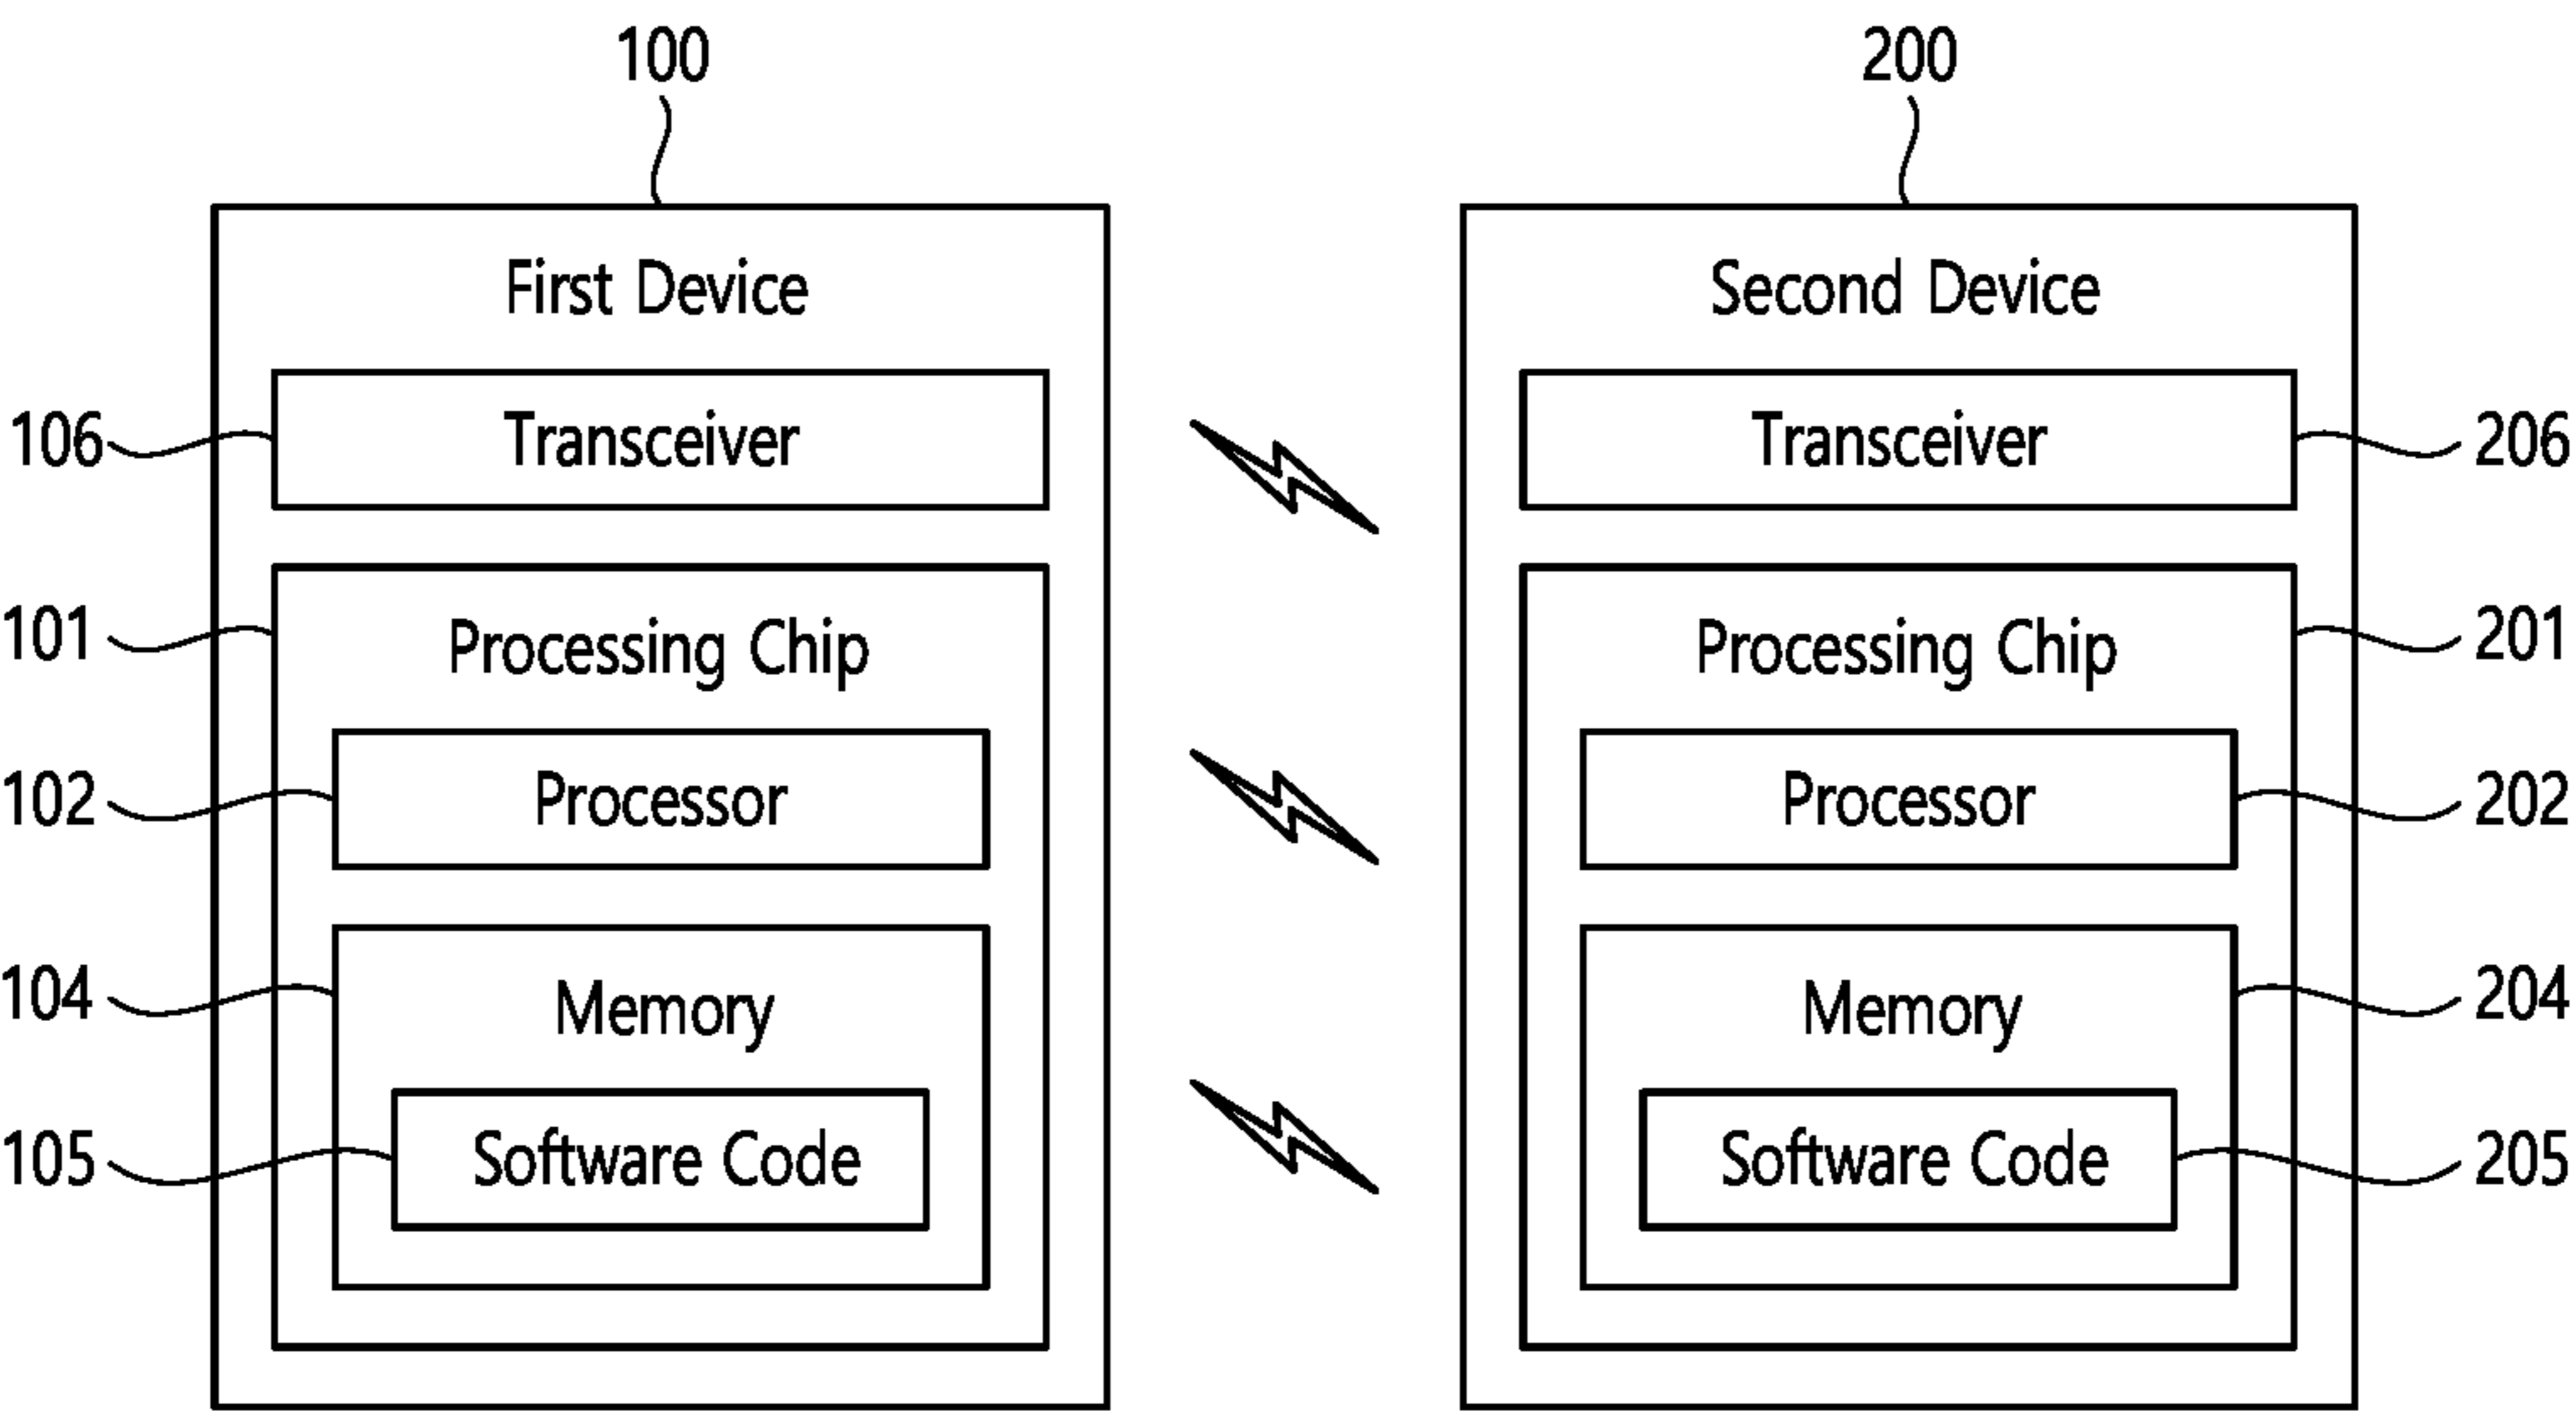 100
200
First Device
Second Device
106
Transceiver
Transceiver
206
101
Processing Chip
Processing Chip
201
102
Processor
Processor
202
104
Memory
Memory
204
105
Software Code
Software Code
205